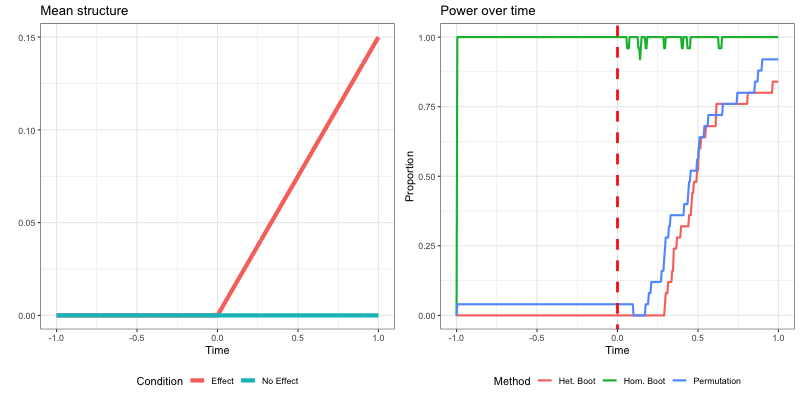 Mean structure
0.15
0.10
0.05
0.00
-1.0 -0.5 0.0 0.5 1.0
Time
Condition Effect No Effect
Power over time
Proportion
1.00
0.75
0.50
0.25
0.00
-1.0 -0.5 0.0 0.5 1.0
Time
Method Het. Boot Hom. Boot Permutation